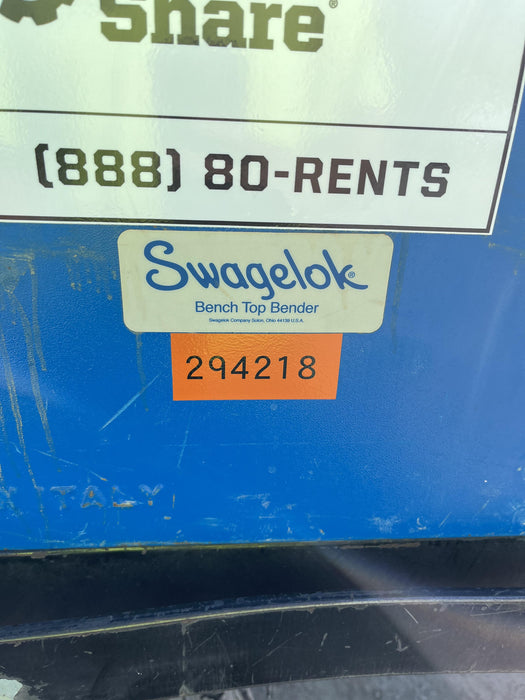 Share®
(888) 80-RENTS
Swagelok®
Bench Top Bender
Swagelok Company Solon, Ohio 44139 U.S.A.
294218
ITALY